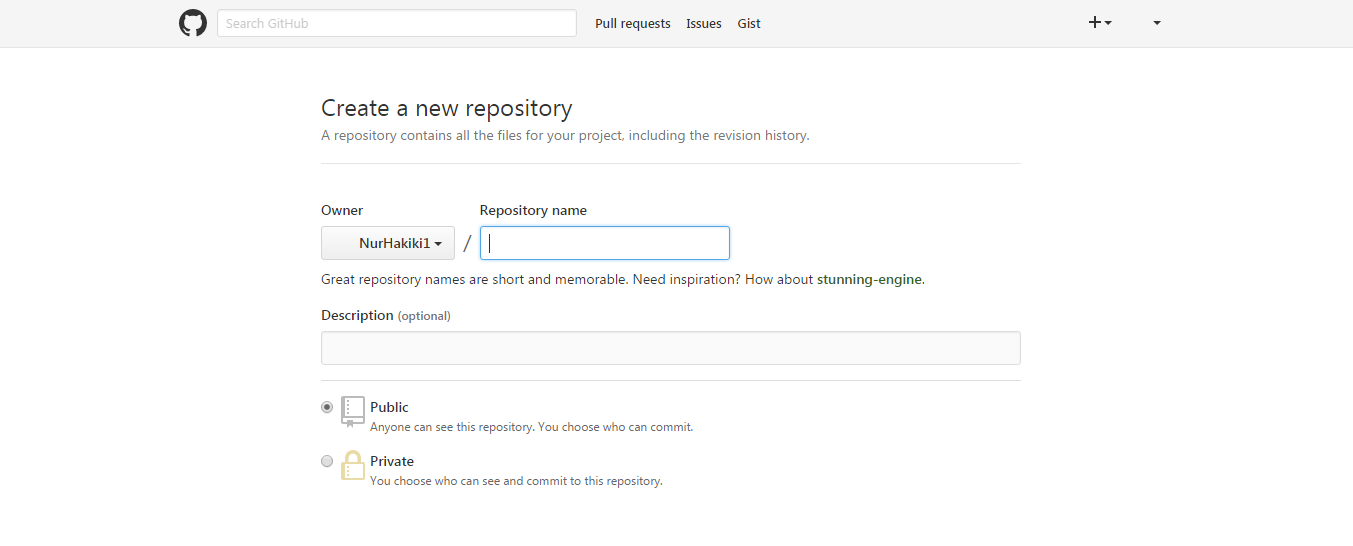 Search GitHub Pull requests Issues Gist
Create a new repository
A repository contains all the files for your project, including the revision history.
Owner Repository name
NurHakiki1 /
Great repository names are short and memorable. Need inspiration? How about stunning-engine.
Description (optional)
Public
Anyone can see this repository. You choose who can commit.
Private
You choose who can see and commit to this repository.